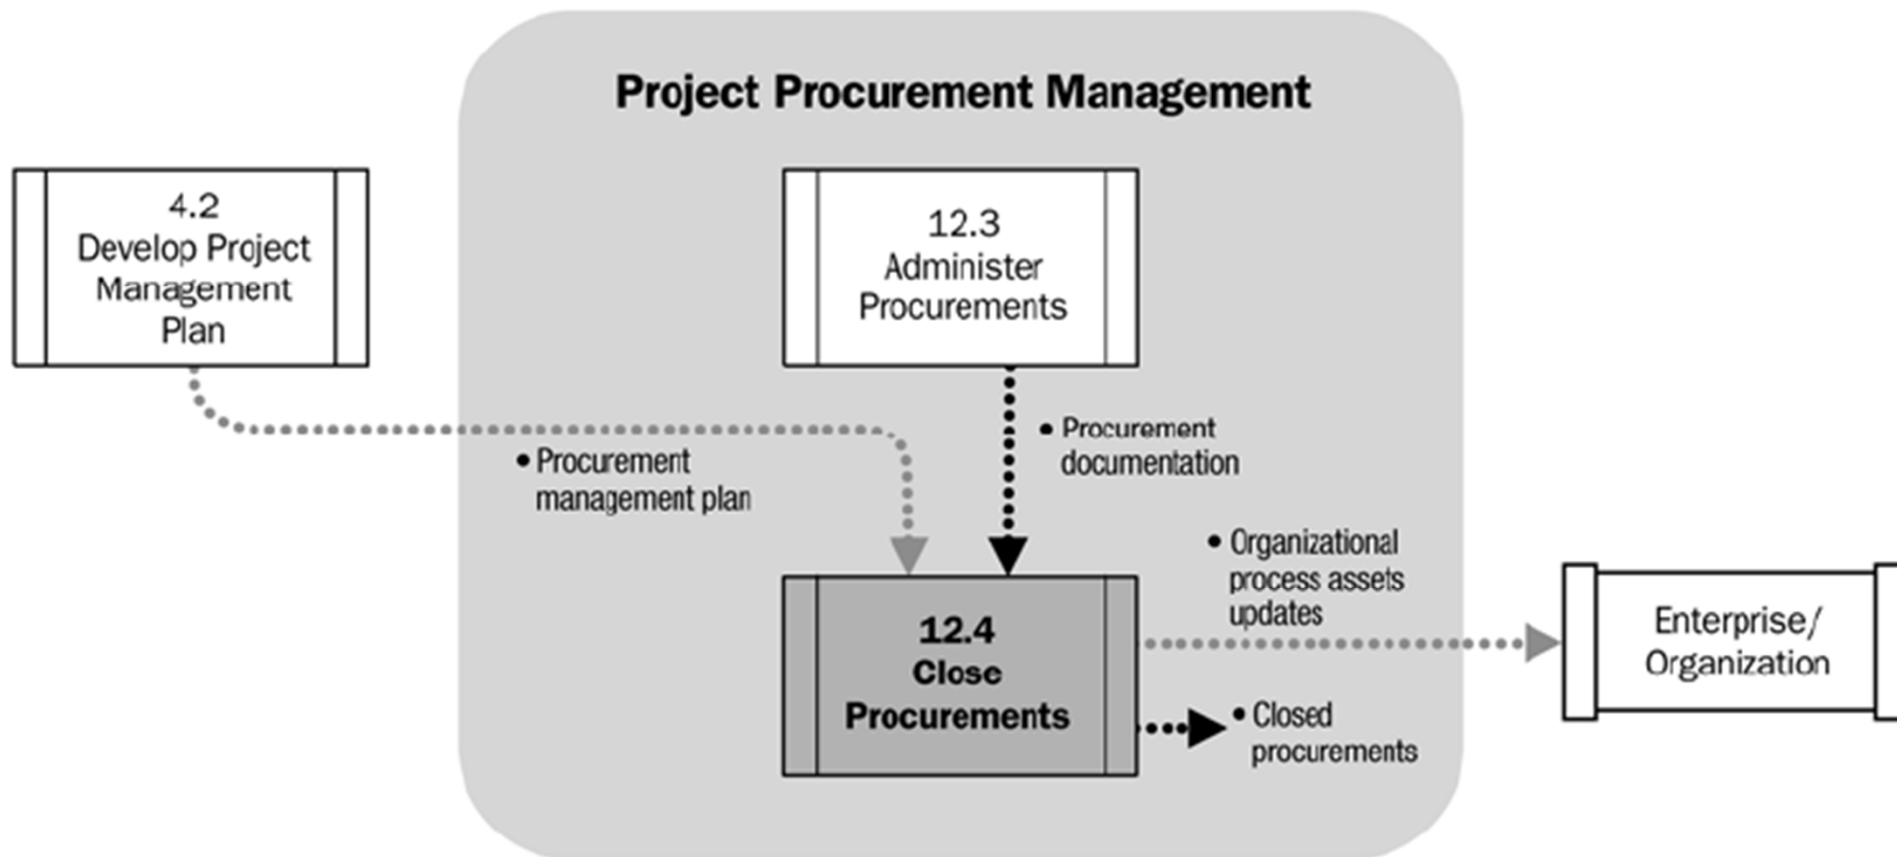 Project Procurement Management
4.2
Develop Project
Management
Plan
12.3
Administer
Procurements
• Procurement
management plan
• Procurement
documentation
• Organizational
process assets
updates
12.4
Close
Procurements
Enterprise/
Organization
• Closed
procurements